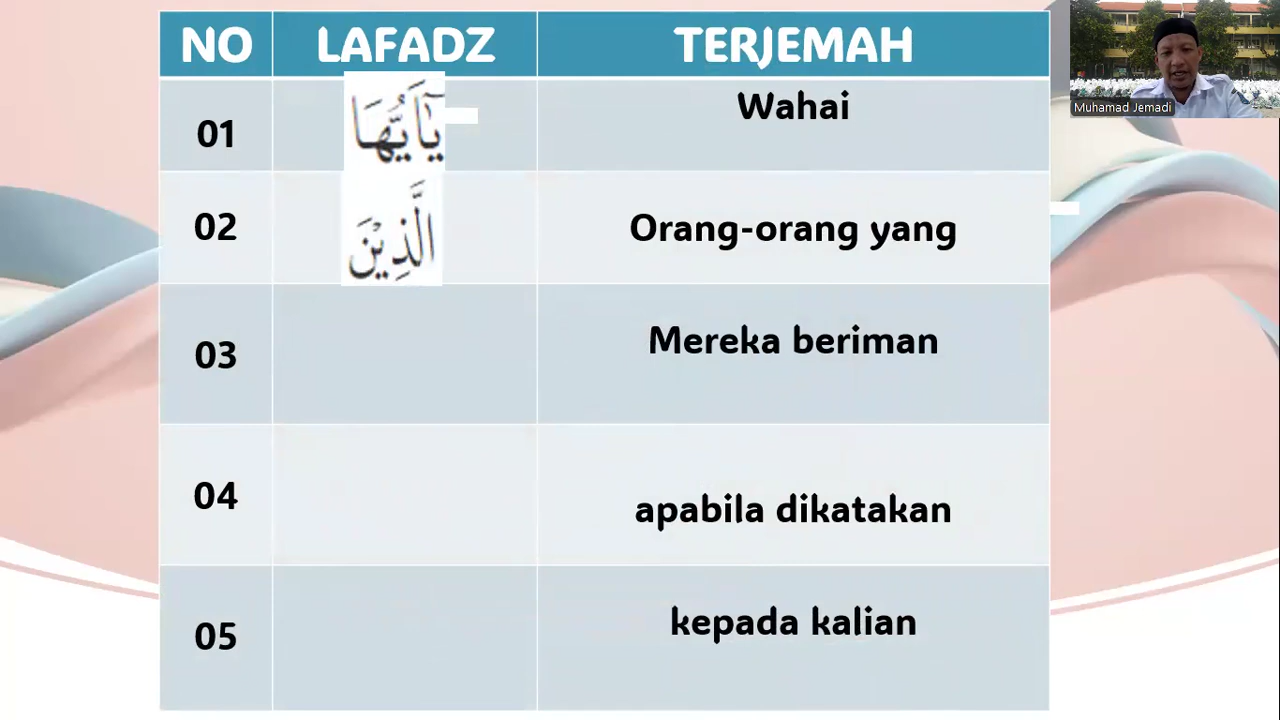 NO LAFADZ TERJEMAH
01 يٰٓاَيُّهَا Wahai
02 الَّذِيْنَ Orang-orang yang
03 Mereka beriman
04 apabila dikatakan
05 kepada kalian
Muhamad Jemadi